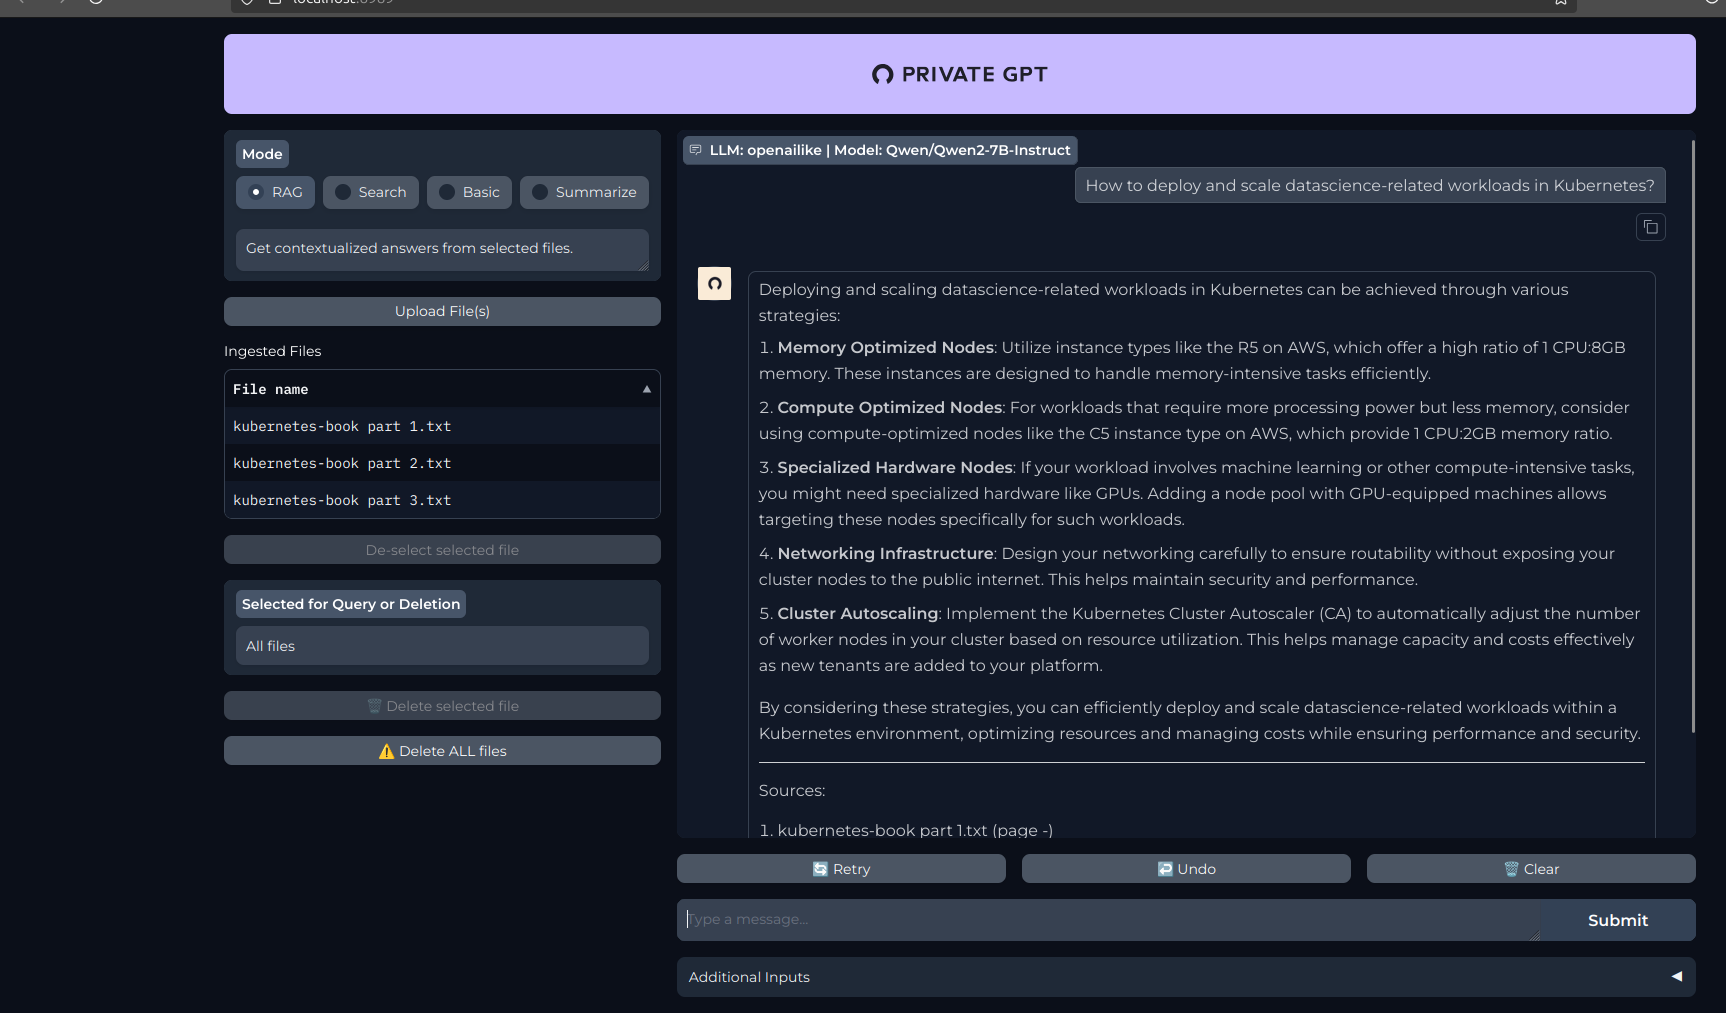 PRIVATE GPT
Mode
RAG
Search
Basic
Summarize
Get contextualized answers from selected files.
Upload File(s)
Ingested Files
File name
kubernetes-book part 1.txt
kubernetes-book part 2.txt
kubernetes-book part 3.txt
De-select selected file
Selected for Query or Deletion
All files
Delete selected file
Delete ALL files
LLM: openailike | Model: Qwen/Qwen2-7B-Instruct
How to deploy and scale datascience-related workloads in Kubernetes?
Deploying and scaling datascience-related workloads in Kubernetes can be achieved through various
strategies:
1. Memory Optimized Nodes: Utilize instance types like the R5 on AWS, which offer a high ratio of 1 CPU:8GB
memory. These instances are designed to handle memory-intensive tasks efficiently.
2. Compute Optimized Nodes: For workloads that require more processing power but less memory, consider
using compute-optimized nodes like the C5 instance type on AWS, which provide 1 CPU:2GB memory ratio.
3. Specialized Hardware Nodes: If your workload involves machine learning or other compute-intensive tasks,
you might need specialized hardware like GPUs. Adding a node pool with GPU-equipped machines allows
targeting these nodes specifically for such workloads.
4. Networking Infrastructure: Design your networking carefully to ensure routability without exposing your
cluster nodes to the public internet. This helps maintain security and performance.
5. Cluster Autoscaling: Implement the Kubernetes Cluster Autoscaler (CA) to automatically adjust the number
of worker nodes in your cluster based on resource utilization. This helps manage capacity and costs effectively
as new tenants are added to your platform.
By considering these strategies, you can efficiently deploy and scale datascience-related workloads within a
Kubernetes environment, optimizing resources and managing costs while ensuring performance and security.
Sources:
1. kubernetes-book part 1.txt (page -)
Retry
Undo
Clear
Type a message...
Submit
Additional Inputs